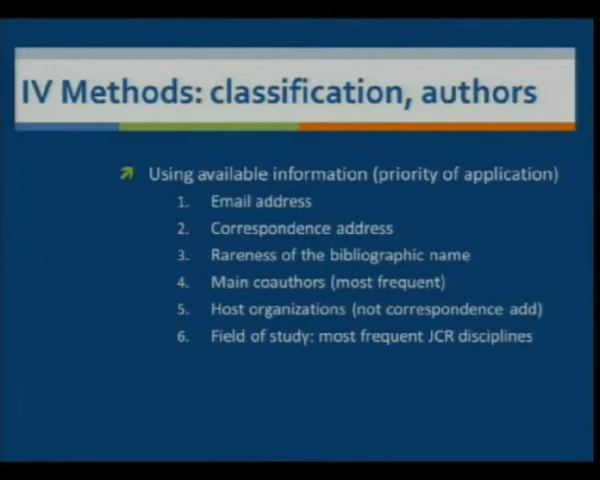 IV Methods: classification, authors
Using available information (priority of application)
1. Email address
2. Correspondence address
3. Rareness of the bibliographic name
4. Main coauthors (most frequent)
5. Host organizations (not correspondence add)
6. Field of study: most frequent JCR disciplines